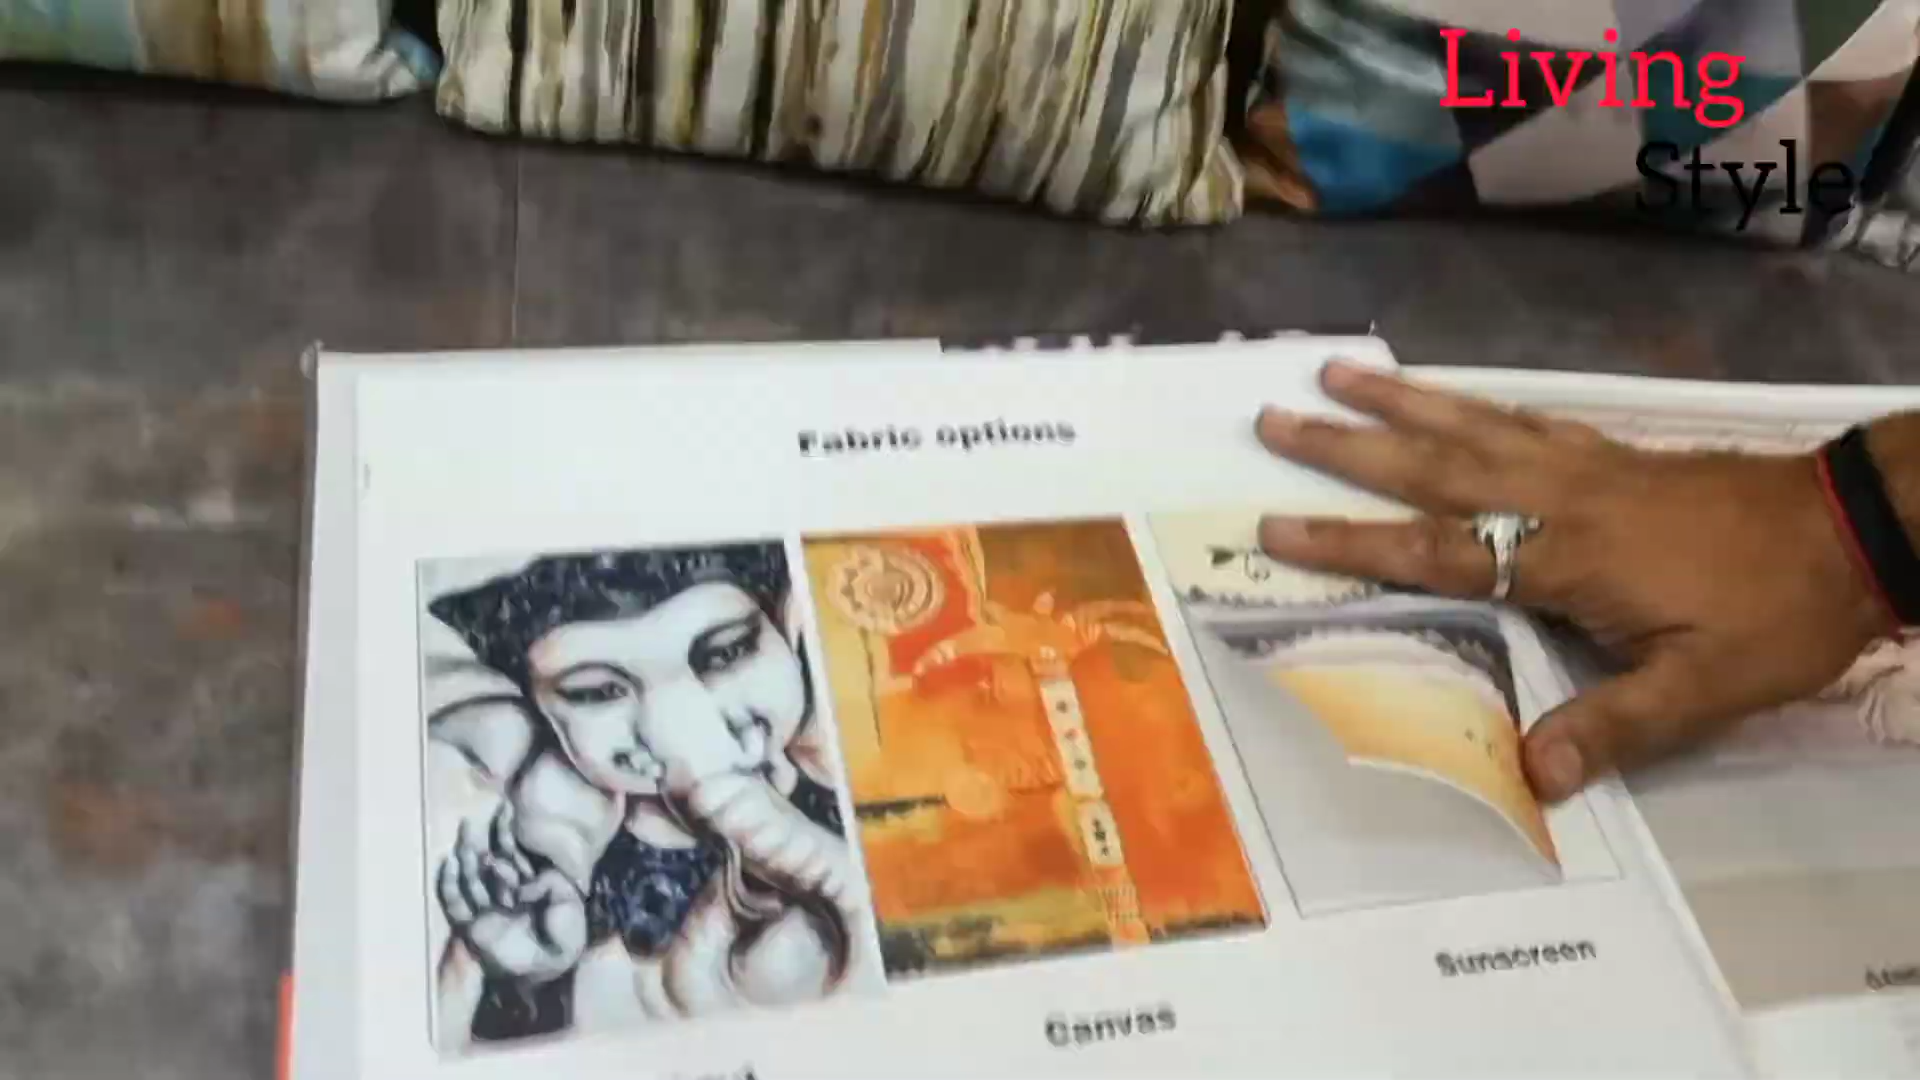 Living
Style
Fabric options
Sunscreen
Canvas